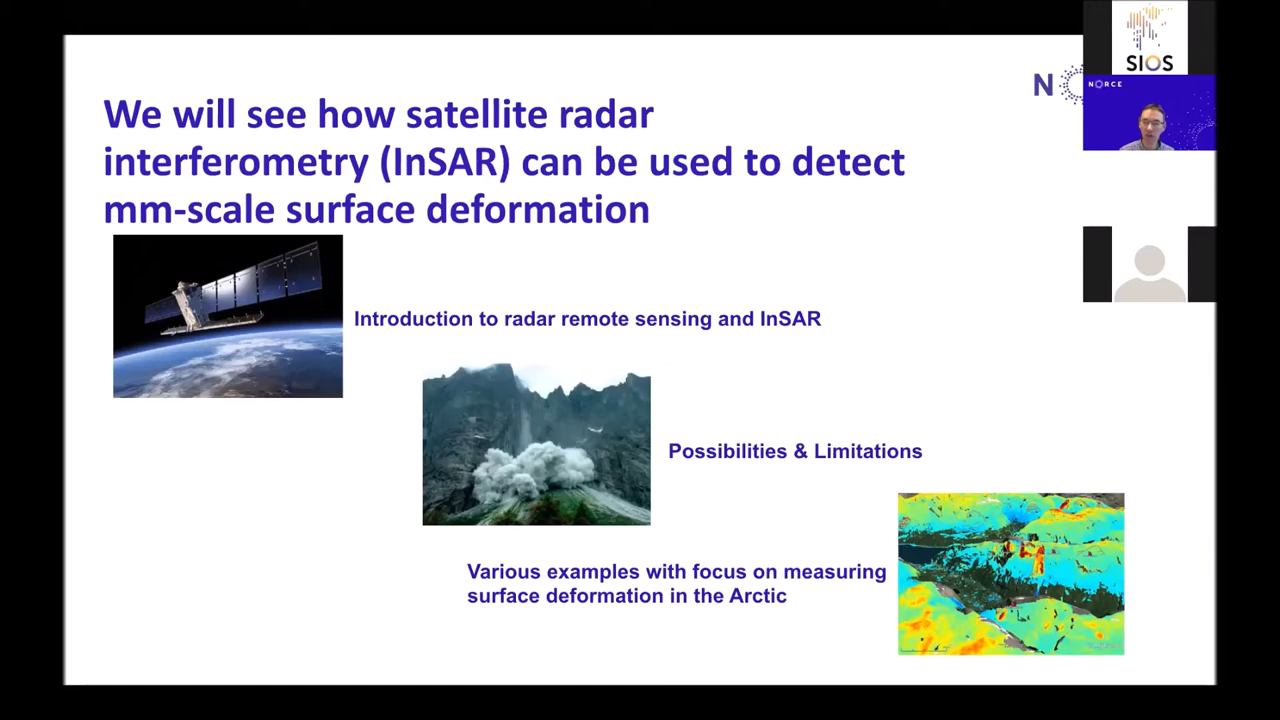 SIOS
N
NORCE
We will see how satellite radar
interferometry (InSAR) can be used to detect
mm-scale surface deformation
Introduction to radar remote sensing and InSAR
Possibilities & Limitations
Various examples with focus on measuring
surface deformation in the Arctic